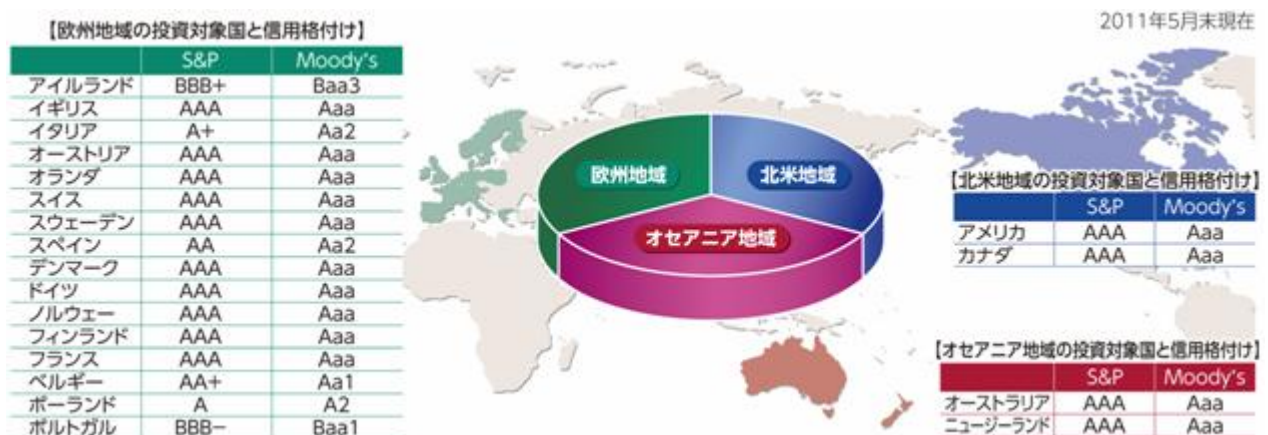 2011年5月末現在
【欧州地域の投資対象国と信用格付け】
S&P Moody's
アイルランド BBB+ Baa3
イギリス AAA Aaa
イタリア A+ Aa2
オーストリア AAA Aaa
オランダ AAA Aaa
スイス AAA Aaa
スウェーデン AAA Aaa
スペイン AA Aa2
デンマーク AAA Aaa
ドイツ AAA Aaa
ノルウェー AAA Aaa
フィンランド AAA Aaa
フランス AAA Aaa
ベルギー AA+ Aa1
ポーランド A A2
ポルトガル BBB− Baa1
欧州地域
北米地域
オセアニア地域
【北米地域の投資対象国と信用格付け】
S&P Moody's
アメリカ AAA Aaa
カナダ AAA Aaa
【オセアニア地域の投資対象国と信用格付け】
S&P Moody's
オーストラリア AAA Aaa
ニュージーランド AAA Aaa